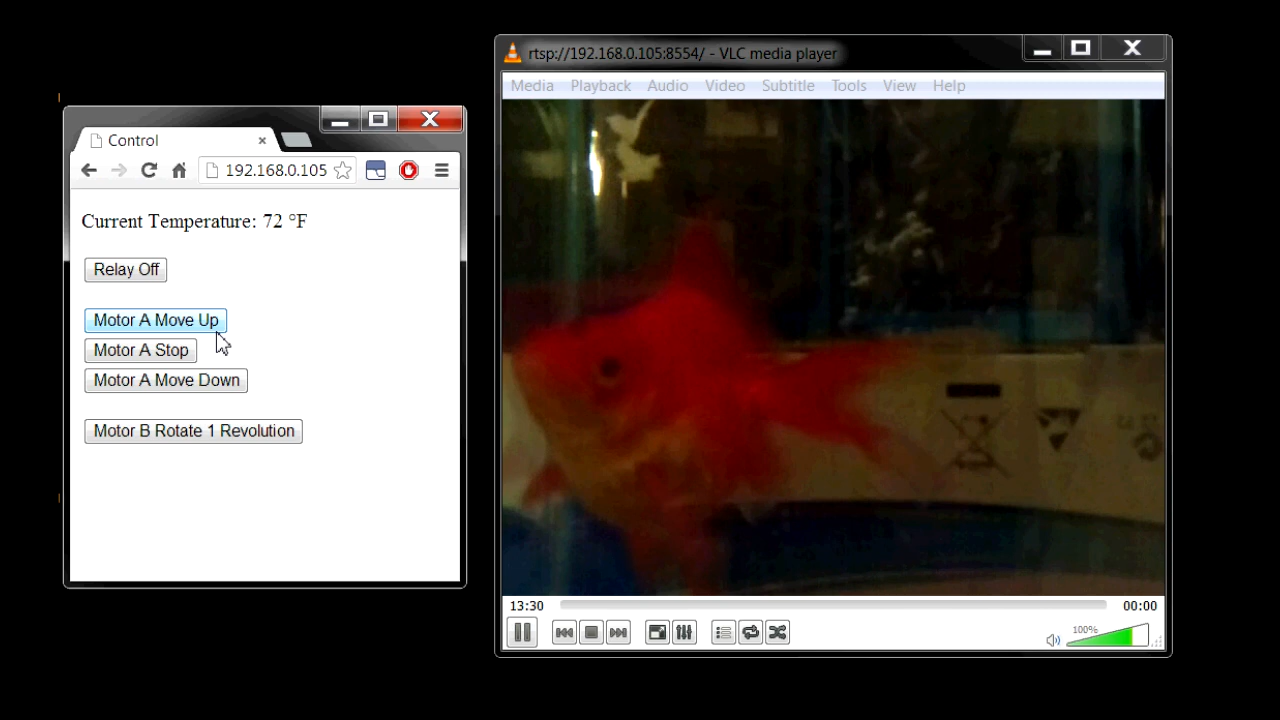 Control
192.168.0.105
Current Temperature: 72 °F
Relay Off
Motor A Move Up
Motor A Stop
Motor A Move Down
Motor B Rotate 1 Revolution
rtsp://192.168.0.105:8554/ - VLC media player
Media Playback Audio Video Subtitle Tools View Help
13:30 00:00
100%